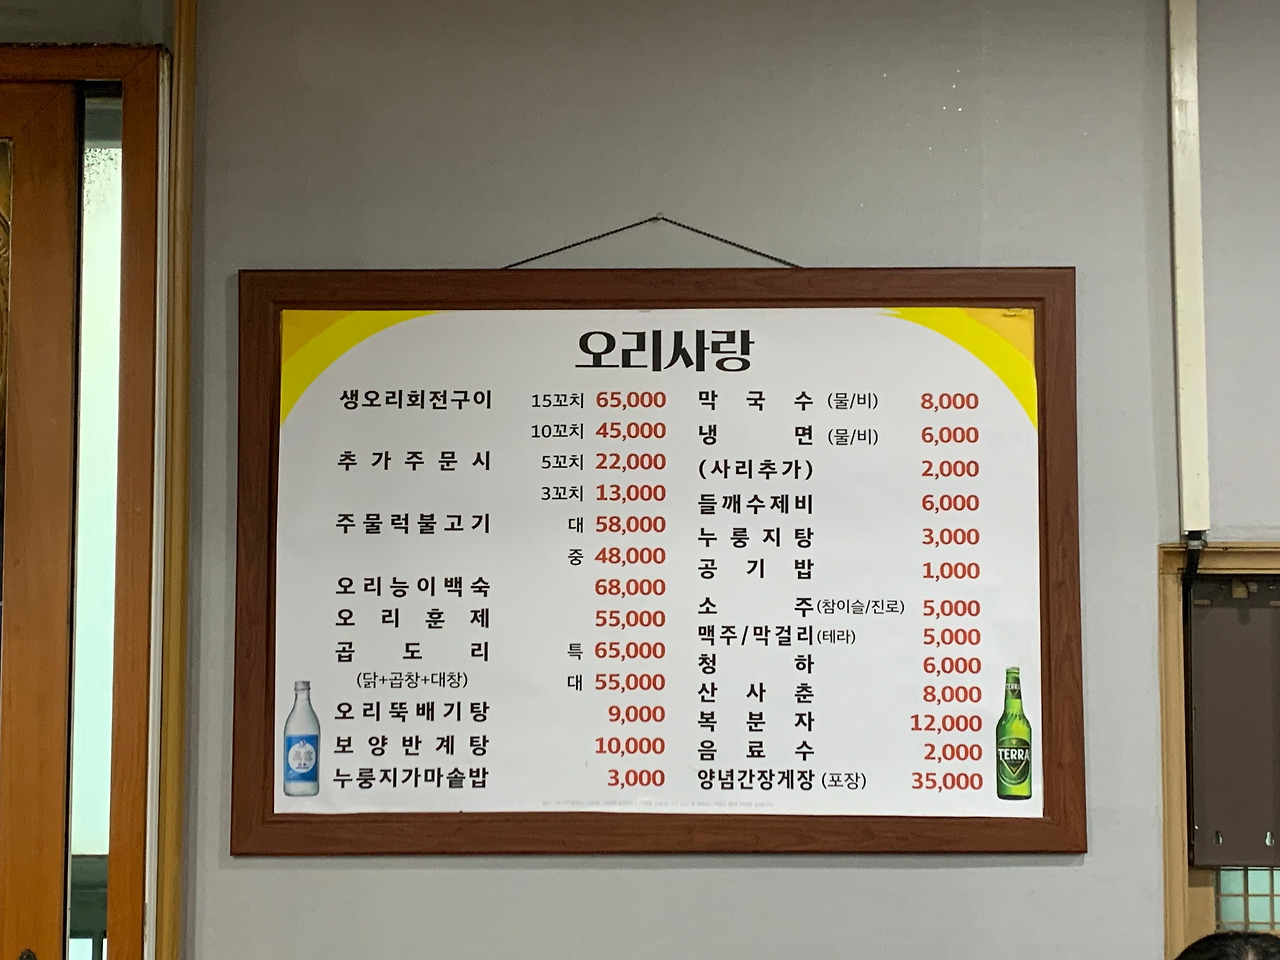 오리사랑
생오리회전구이 15꼬치 65,000
10꼬치 45,000
추가주문시 5꼬치 22,000
3꼬치 13,000
주물럭불고기 대 58,000
중 48,000
오리능이백숙 68,000
오리훈제 55,000
곱도리 특 65,000
(닭+곱창+대창) 대 55,000
오리뚝배기탕 9,000
보양반계탕 10,000
누룽지가마솥밥 3,000
막국수 (물/비) 8,000
냉면 (물/비) 6,000
(사리추가) 2,000
들깨수제비 6,000
누룽지탕 3,000
공기밥 1,000
소주(참이슬/진로) 5,000
맥주/막걸리(테라) 5,000
청하 6,000
산사춘 8,000
복분자 12,000
음료수 2,000
양념간장게장 (포장) 35,000
TERRA